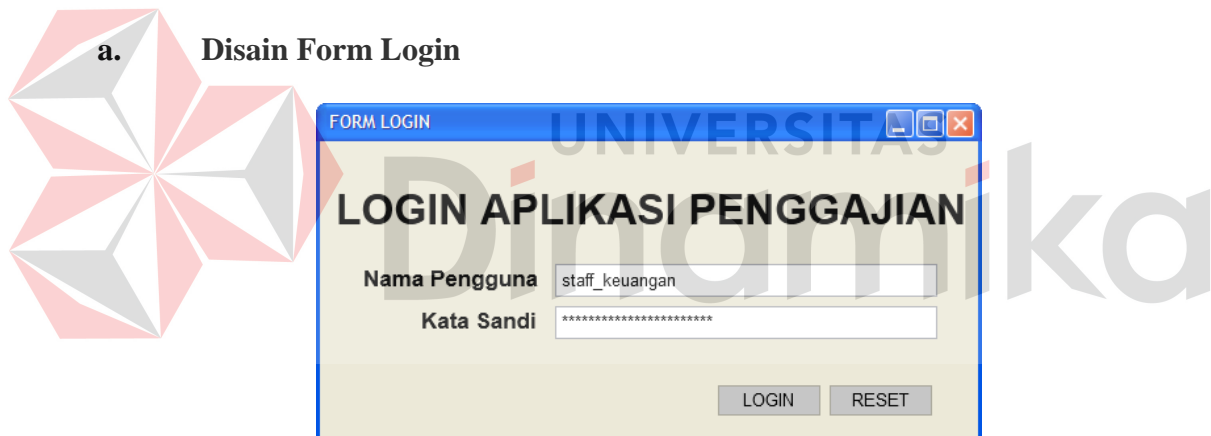 a. Disain Form Login
FORM LOGIN
UNIVERSITAS
Dinamika
LOGIN APLIKASI PENGGAJIAN
Nama Pengguna staff_keuangan
Kata Sandi ***********************
LOGIN RESET